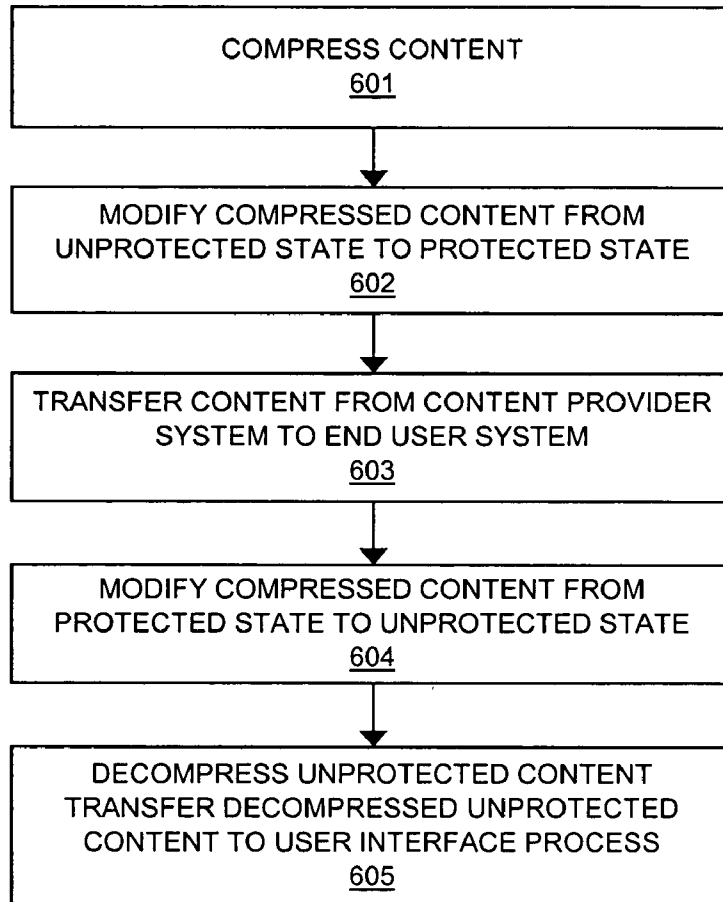 COMPRESS CONTENT
601
MODIFY COMPRESSED CONTENT FROM
UNPROTECTED STATE TO PROTECTED STATE
602
TRANSFER CONTENT FROM CONTENT PROVIDER
SYSTEM TO END USER SYSTEM
603
MODIFY COMPRESSED CONTENT FROM
PROTECTED STATE TO UNPROTECTED STATE
604
DECOMPRESS UNPROTECTED CONTENT
TRANSFER DECOMPRESSED UNPROTECTED
CONTENT TO USER INTERFACE PROCESS
605